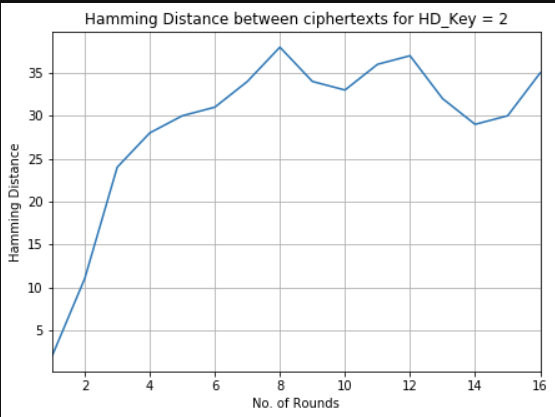 Hamming Distance between ciphertexts for HD_Key = 2
35
30
25
20
15
10
5
Hamming Distance
2 4 6 8 10 12 14 16
No. of Rounds